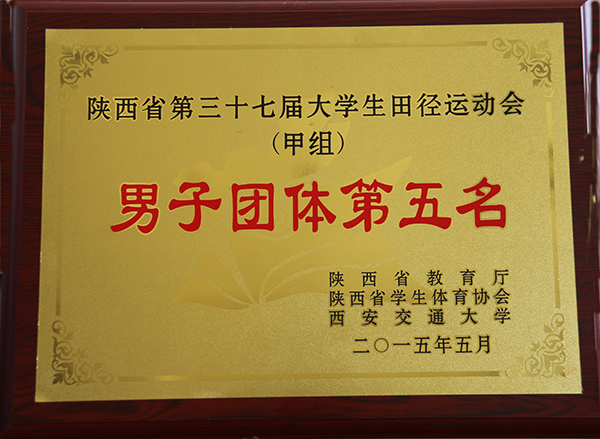 陕西省第三十七届大学生田径运动会
(甲组)
男子团体第五名
陕西省教育厅
陕西省学生体育协会
西安交通大学
二〇一五年五月